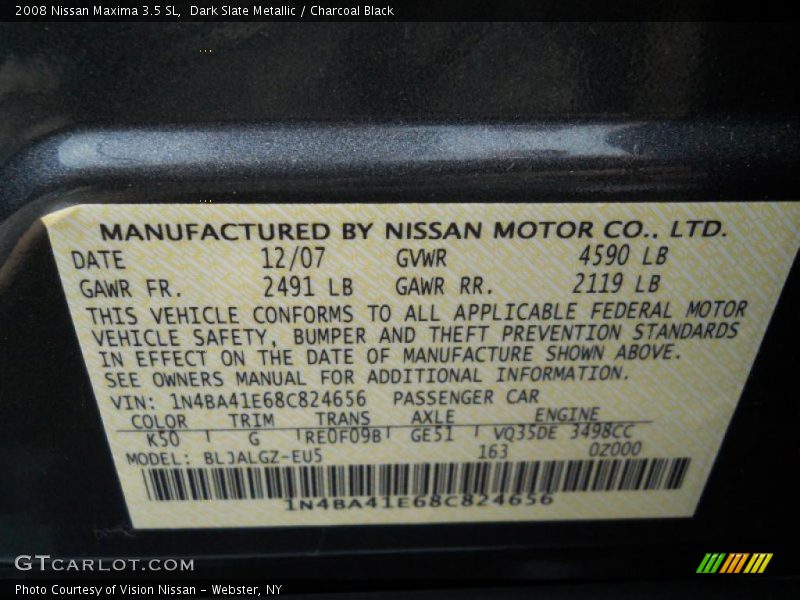 2008 Nissan Maxima 3.5 SL, Dark Slate Metallic / Charcoal Black
MANUFACTURED BY NISSAN MOTOR CO., LTD.
DATE 12/07 GVWR 4590 LB
GAWR FR. 2491 LB GAWR RR. 2119 LB
THIS VEHICLE CONFORMS TO ALL APPLICABLE FEDERAL MOTOR
VEHICLE SAFETY, BUMPER AND THEFT PREVENTION STANDARDS
IN EFFECT ON THE DATE OF MANUFACTURE SHOWN ABOVE.
SEE OWNERS MANUAL FOR ADDITIONAL INFORMATION.
VIN: 1N4BA41E68C824656 PASSENGER CAR
COLOR TRIM TRANS AXLE ENGINE
K50 G RE0F09B GE51 VQ35DE 3498CC
MODEL: BLJALGZ-EU5 163 0Z000
1N4BA41E68C824656
GTCARLOT.COM
Photo Courtesy of Vision Nissan - Webster, NY